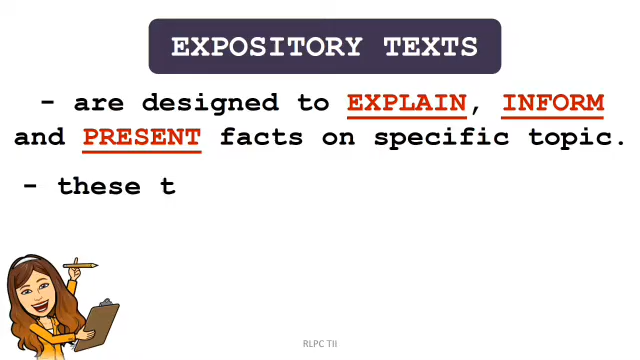 EXPOSITORY TEXTS
- are designed to EXPLAIN, INFORM
and PRESENT facts on specific topic.
- these t
RLPC TII